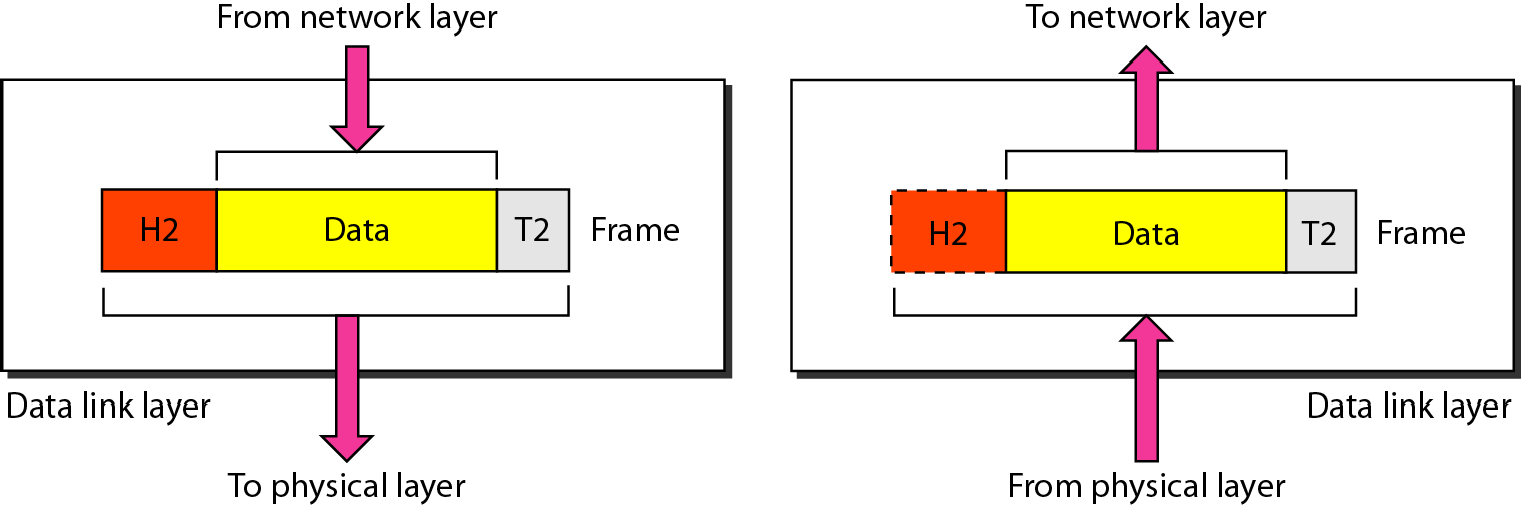 From network layer
H2 Data T2 Frame
Data link layer
To physical layer
To network layer
H2 Data T2 Frame
Data link layer
From physical layer